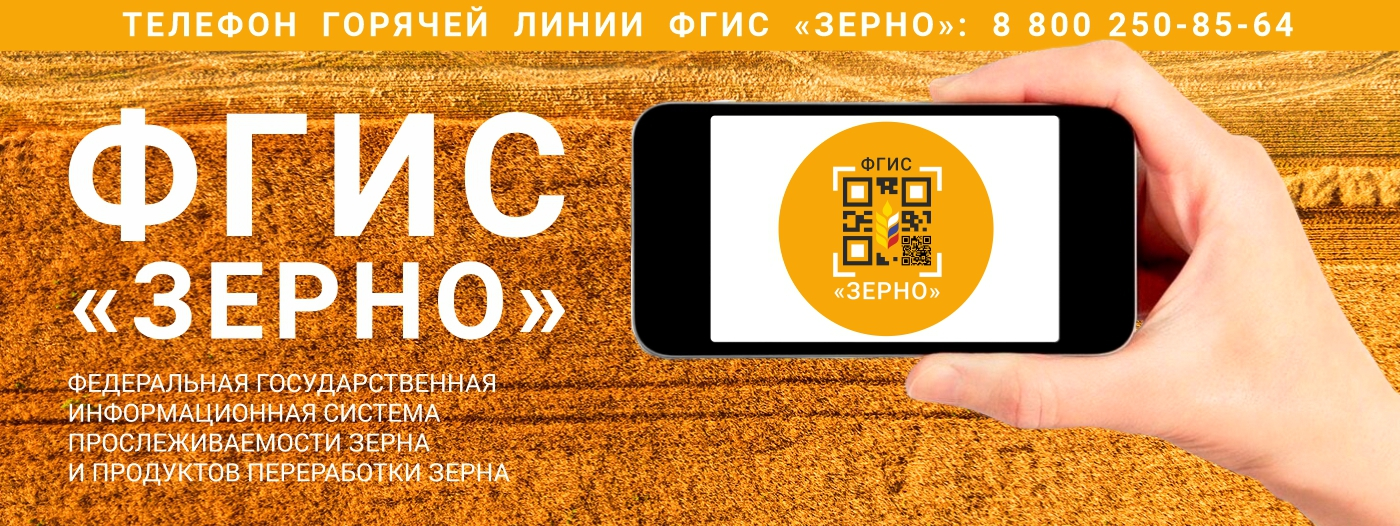 ТЕЛЕФОН ГОРЯЧЕЙ ЛИНИИ ФГИС «ЗЕРНО»: 8 800 250-85-64
ФГИС
«ЗЕРНО»
ФЕДЕРАЛЬНАЯ ГОСУДАРСТВЕННАЯ
ИНФОРМАЦИОННАЯ СИСТЕМА
ПРОСЛЕЖИВАЕМОСТИ ЗЕРНА
И ПРОДУКТОВ ПЕРЕРАБОТКИ ЗЕРНА
ФГИС
«ЗЕРНО»